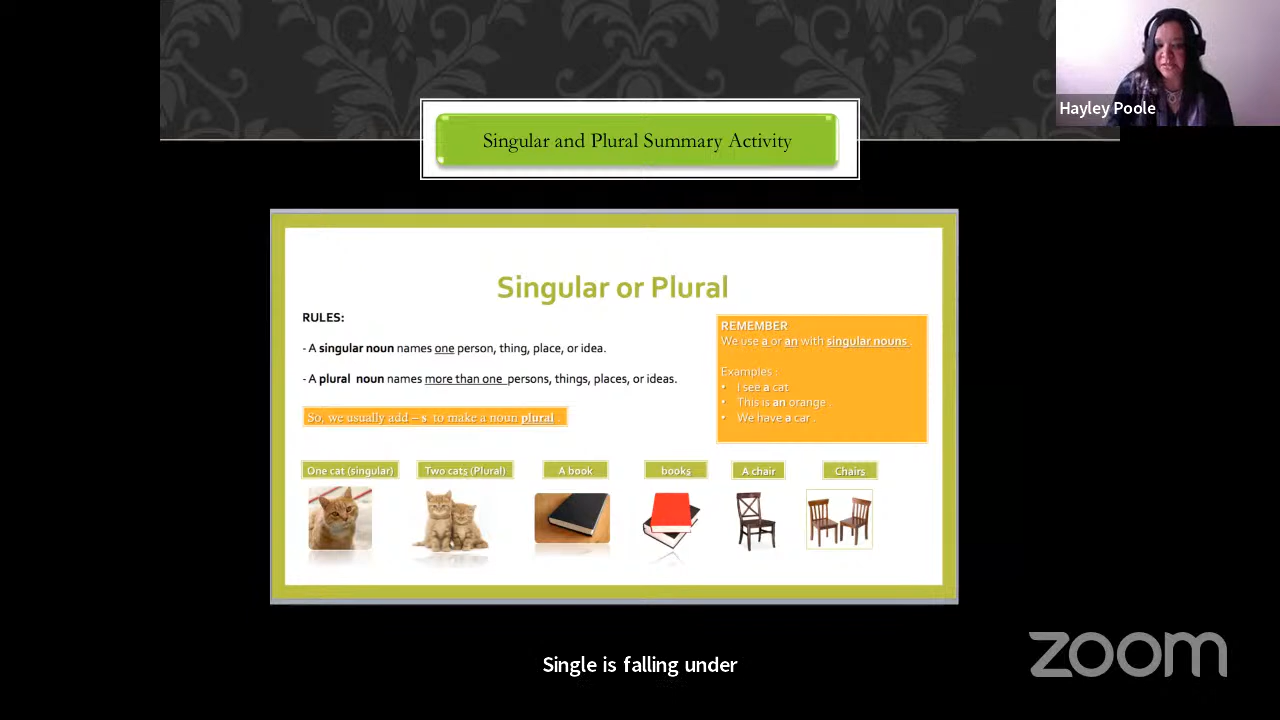 Hayley Poole
Singular and Plural Summary Activity
Singular or Plural
RULES:
- A singular noun names one person, thing, place, or idea.
- A plural noun names more than one persons, things, places, or ideas.
So, we usually add – s to make a noun plural .
REMEMBER
We use a or an with singular nouns .
Examples :
• I see a cat
• This is an orange .
• We have a car .
One cat (singular)
Two cats (Plural)
A book
books
A chair
Chairs
Single is falling under
zoom